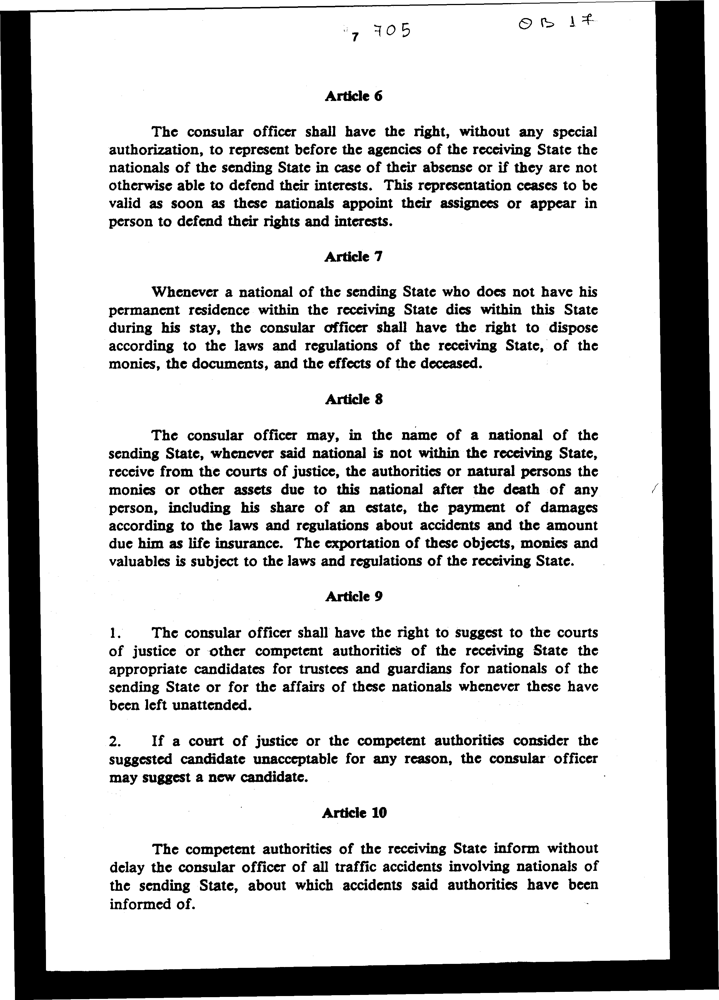 7 705
OB 17
Article 6
The consular officer shall have the right, without any special
authorization, to represent before the agencies of the receiving State the
nationals of the sending State in case of their absense or if they are not
otherwise able to defend their interests. This representation ceases to be
valid as soon as these nationals appoint their assignees or appear in
person to defend their rights and interests.
Article 7
Whenever a national of the sending State who does not have his
permanent residence within the receiving State dies within this State
during his stay, the consular officer shall have the right to dispose
according to the laws and regulations of the receiving State, of the
monies, the documents, and the effects of the deceased.
Article 8
The consular officer may, in the name of a national of the
sending State, whenever said national is not within the receiving State,
receive from the courts of justice, the authorities or natural persons the
monies or other assets due to this national after the death of any
person, including his share of an estate, the payment of damages
according to the laws and regulations about accidents and the amount
due him as life insurance. The exportation of these objects, monies and
valuables is subject to the laws and regulations of the receiving State.
Article 9
1. The consular officer shall have the right to suggest to the courts
of justice or other competent authorities of the receiving State the
appropriate candidates for trustees and guardians for nationals of the
sending State or for the affairs of these nationals whenever these have
been left unattended.
2. If a court of justice or the competent authorities consider the
suggested candidate unacceptable for any reason, the consular officer
may suggest a new candidate.
Article 10
The competent authorities of the receiving State inform without
delay the consular officer of all traffic accidents involving nationals of
the sending State, about which accidents said authorities have been
informed of.